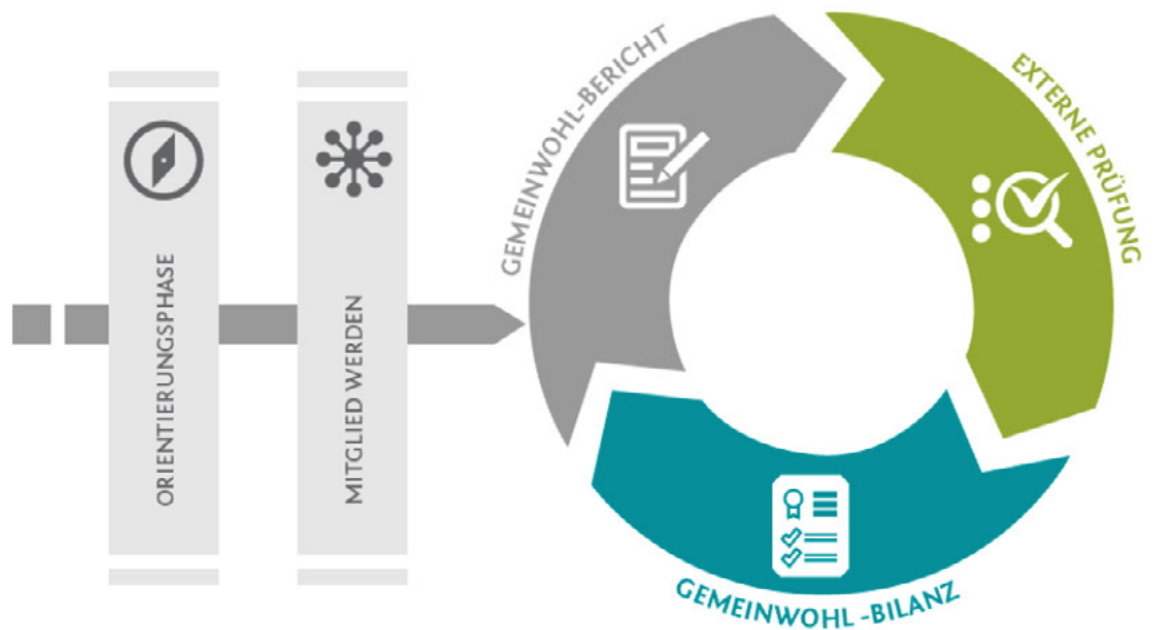 ORIENTIERUNGSPHASE
MITGLIED WERDEN
GEMEINWOHL-BERICHT
EXTERNE PRÜFUNG
GEMEINWOHL -BILANZ